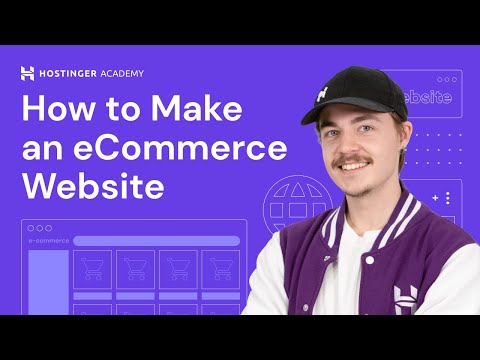 HOSTINGER ACADEMY
How to Make
an eCommerce
Website
website
e-commerce